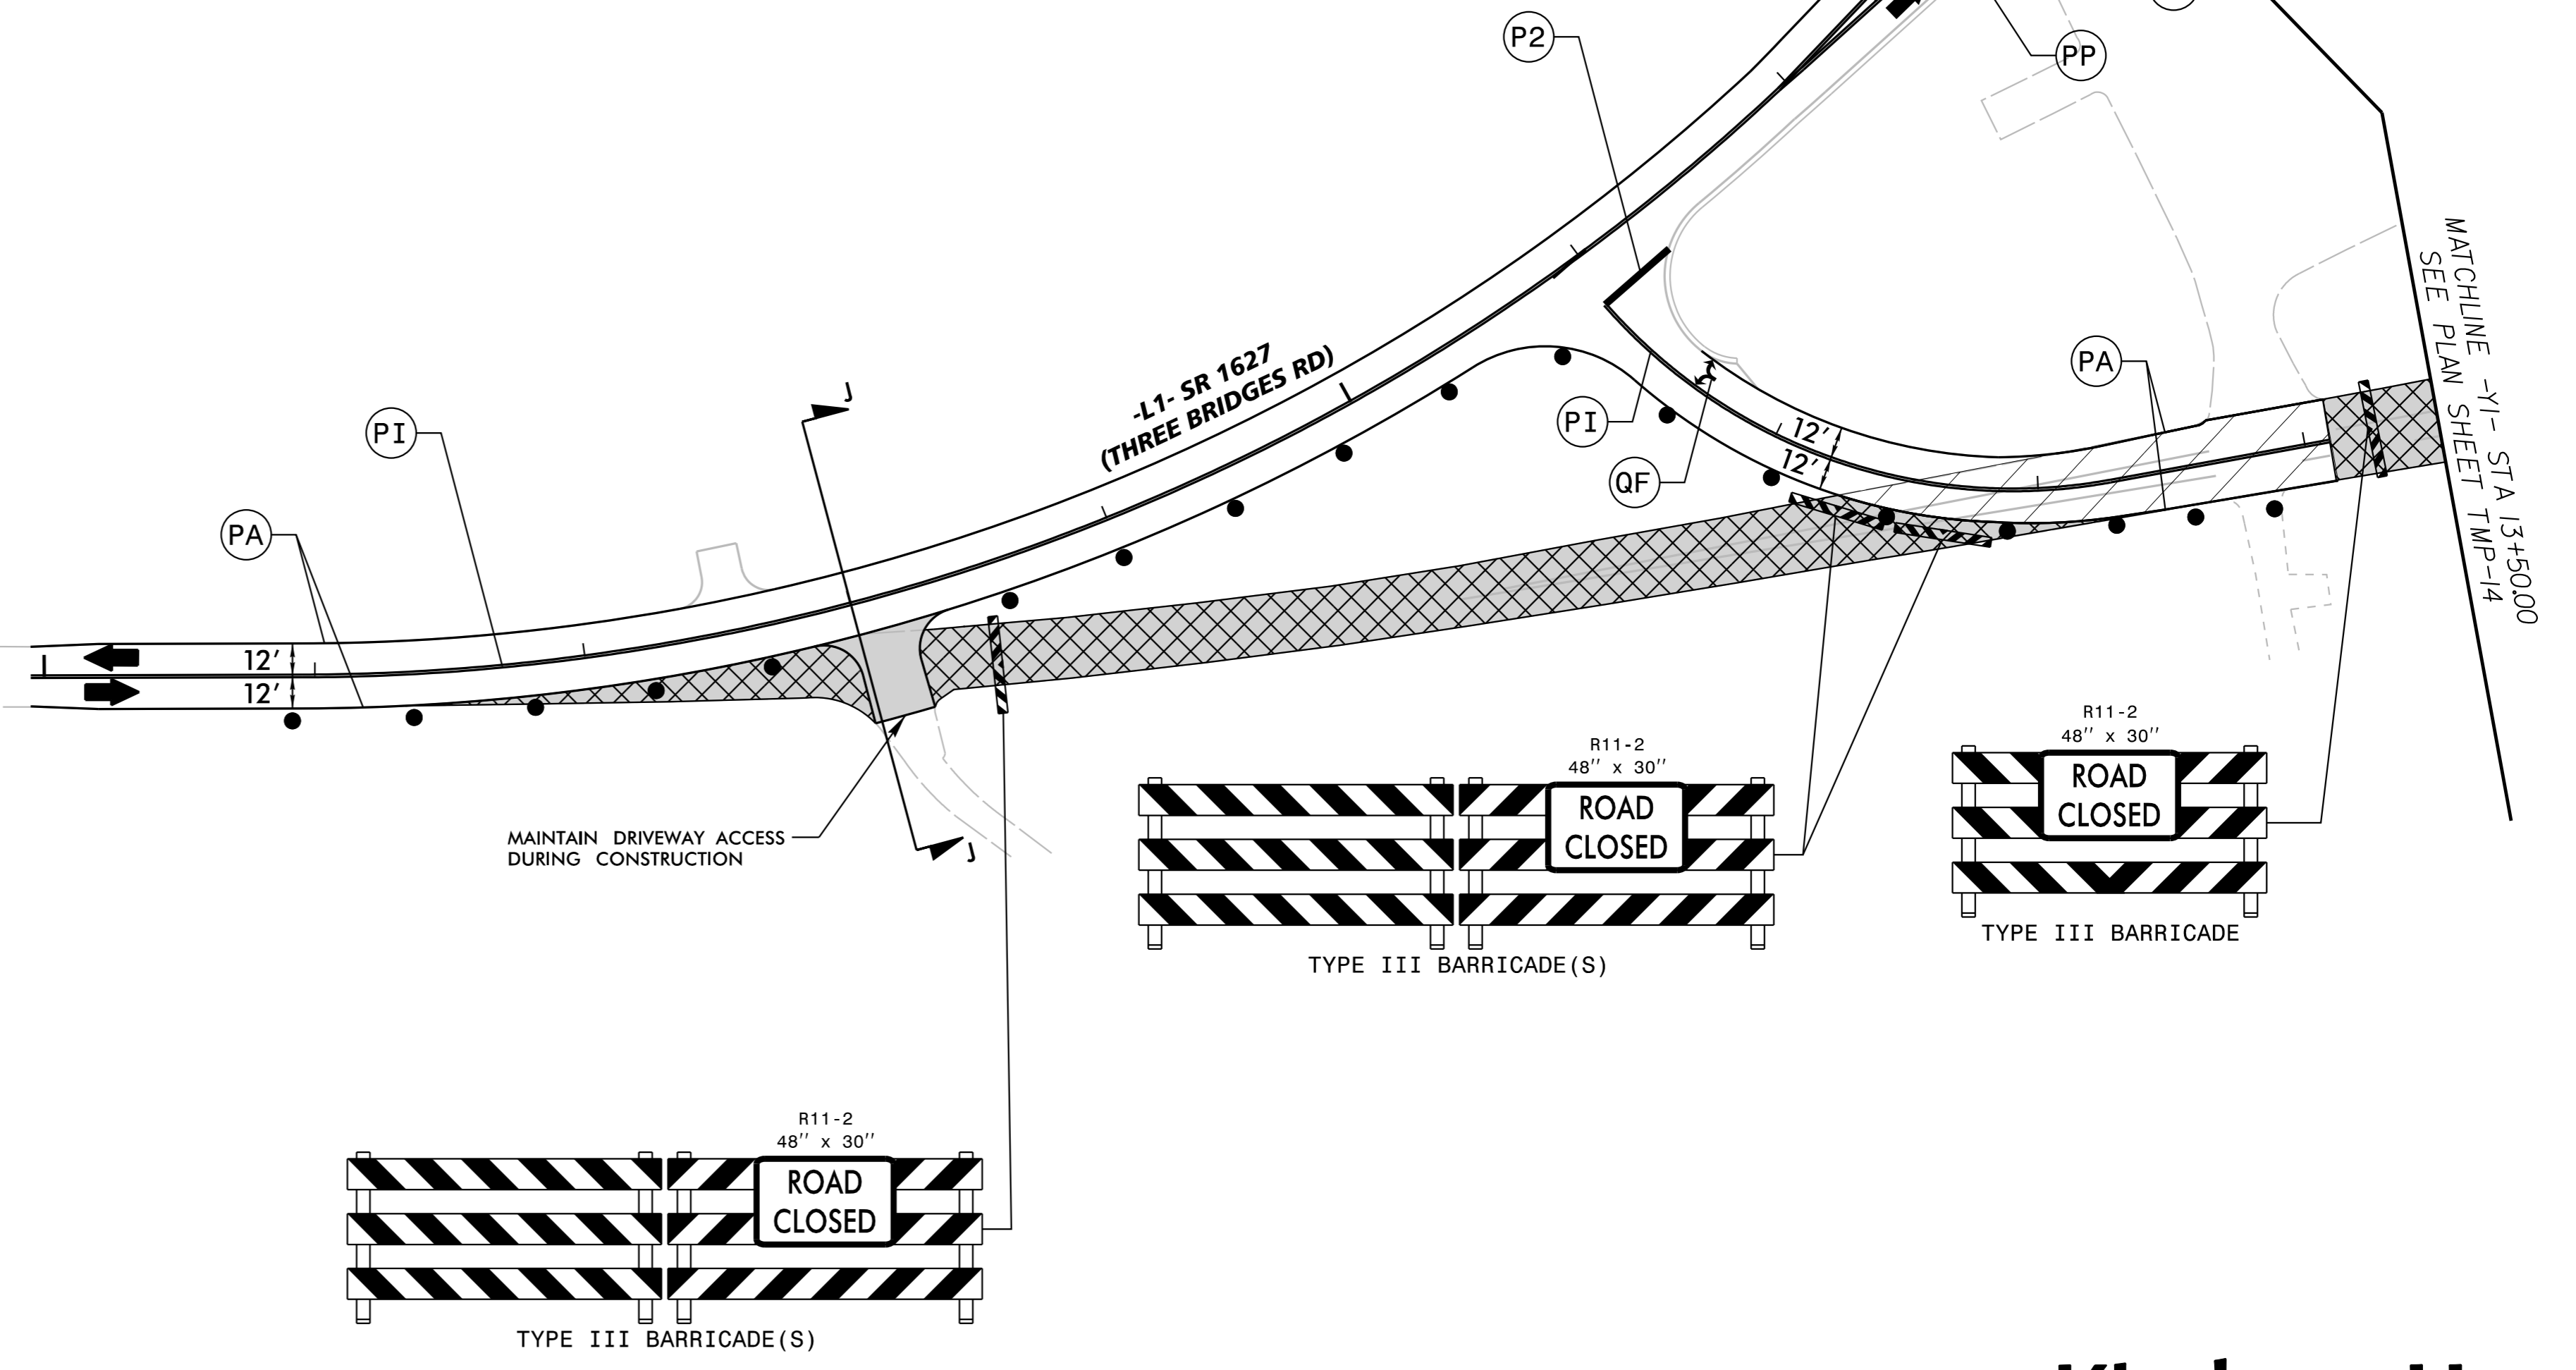 P2
PP
MATCHLINE -Y1- STA 13+50.00
SEE PLAN SHEET TMP-14
-L1- SR 1627
(THREE BRIDGES RD)
PA
J
PI
PI
12'
12'
QF
PA
12'
12'
MAINTAIN DRIVEWAY ACCESS
DURING CONSTRUCTION
J
R11-2
48" x 30"
ROAD
CLOSED
TYPE III BARRICADE
R11-2
48" x 30"
ROAD
CLOSED
TYPE III BARRICADE(S)
R11-2
48" x 30"
ROAD
CLOSED
TYPE III BARRICADE(S)